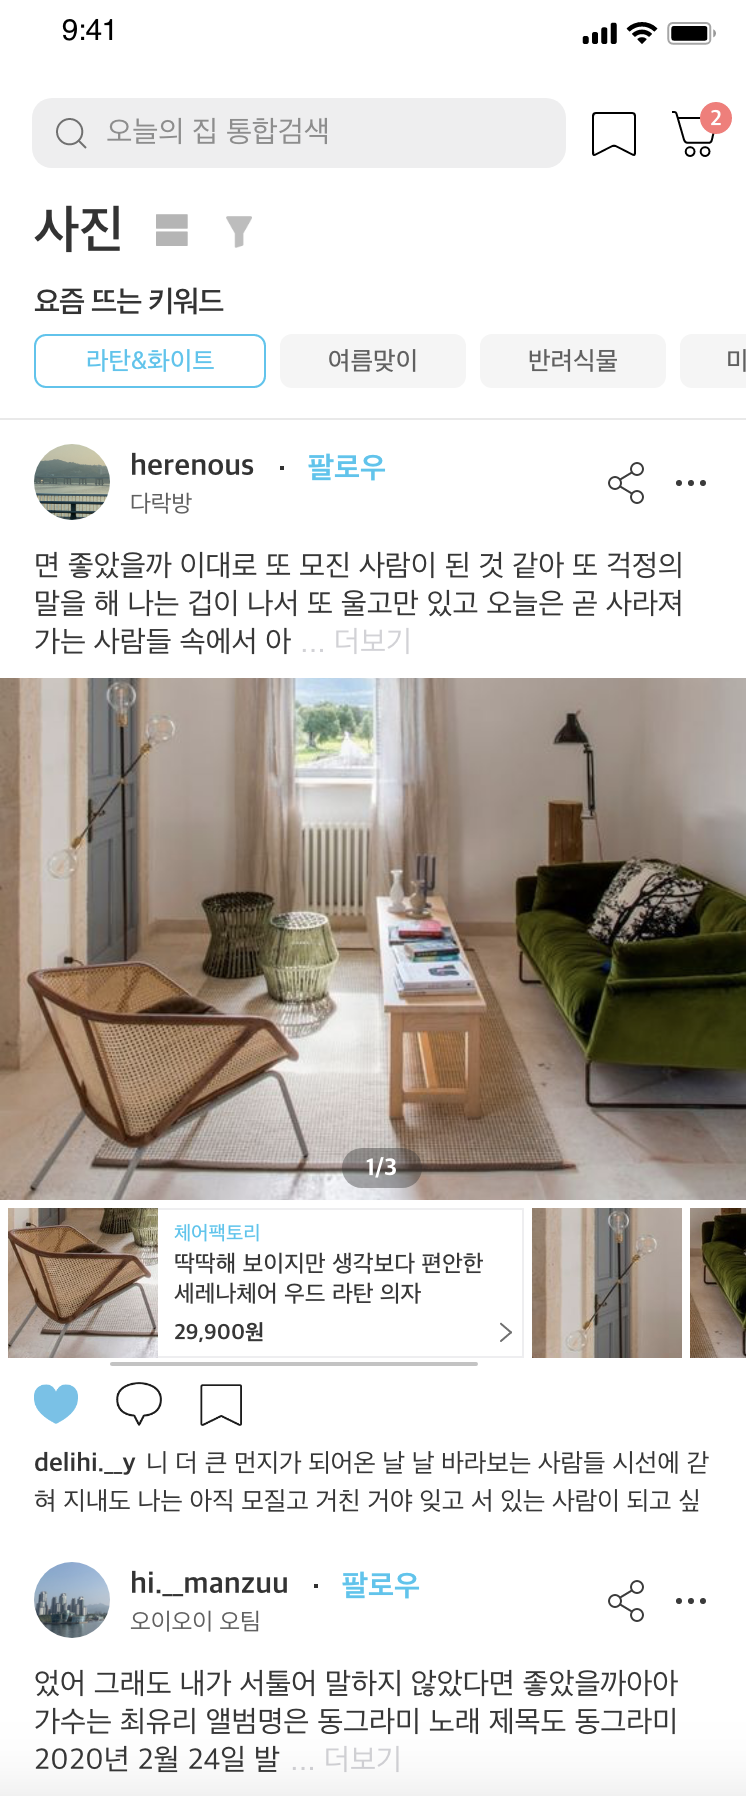 9:41
오늘의 집 통합검색
2
사진
요즘 뜨는 키워드
라탄&화이트
여름맞이
반려식물
미
herenous · 팔로우
다락방
면 좋았을까 이대로 또 모진 사람이 된 것 같아 또 걱정의
말을 해 나는 겁이 나서 또 울고만 있고 오늘은 곧 사라져
가는 사람들 속에서 아 ... 더보기
1/3
체어팩토리
딱딱해 보이지만 생각보다 편안한
세레나체어 우드 라탄 의자
29,900원
delihi.__y 니 더 큰 먼지가 되어온 날 날 바라보는 사람들 시선에 갇
혀 지내도 나는 아직 모질고 거친 거야 잊고 서 있는 사람이 되고 싶
hi.__manzuu · 팔로우
오이오이 오팀
었어 그래도 내가 서툴어 말하지 않았다면 좋았을까아아
가수는 최유리 앨범명은 동그라미 노래 제목도 동그라미
2020년 2월 24일 발 ... 더보기